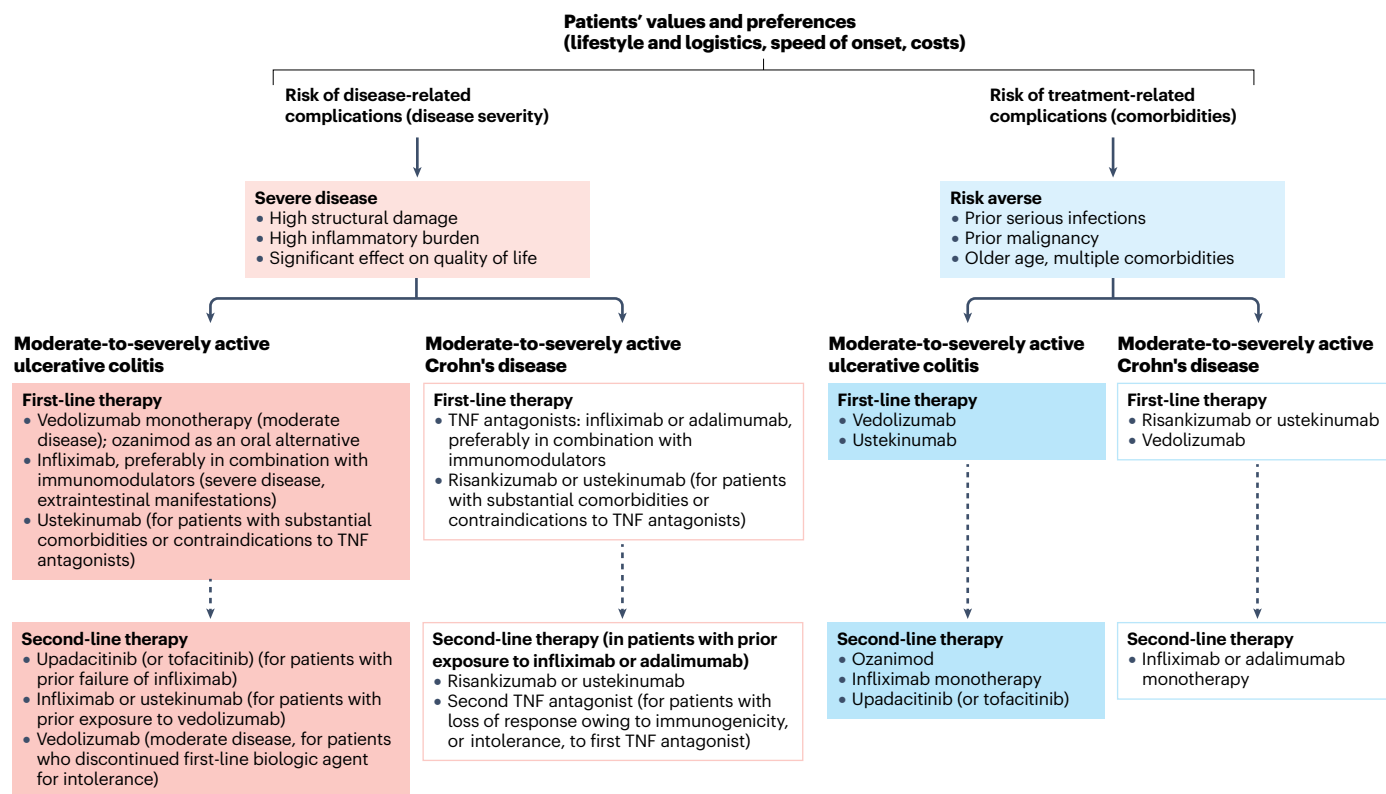 Patients' values and preferences
(lifestyle and logistics, speed of onset, costs)
Risk of disease-related
complications (disease severity)
Risk of treatment-related
complications (comorbidities)
Severe disease
• High structural damage
• High inflammatory burden
• Significant effect on quality of life
Risk averse
• Prior serious infections
• Prior malignancy
• Older age, multiple comorbidities
Moderate-to-severely active
ulcerative colitis
First-line therapy
• Vedolizumab monotherapy (moderate
disease); ozanimod as an oral alternative
• Infliximab, preferably in combination with
immunomodulators (severe disease,
extraintestinal manifestations)
• Ustekinumab (for patients with substantial
comorbidities or contraindications to TNF
antagonists)
Second-line therapy
• Upadacitinib (or tofacitinib) (for patients with
prior failure of infliximab)
• Infliximab or ustekinumab (for patients with
prior exposure to vedolizumab)
• Vedolizumab (moderate disease, for patients
who discontinued first-line biologic agent
for intolerance)
Moderate-to-severely active
Crohn's disease
First-line therapy
• TNF antagonists: infliximab or adalimumab,
preferably in combination with
immunomodulators
• Risankizumab or ustekinumab (for patients
with substantial comorbidities or
contraindications to TNF antagonists)
Second-line therapy (in patients with prior
exposure to infliximab or adalimumab)
• Risankizumab or ustekinumab
• Second TNF antagonist (for patients with
loss of response owing to immunogenicity,
or intolerance, to first TNF antagonist)
Moderate-to-severely active
ulcerative colitis
First-line therapy
• Vedolizumab
• Ustekinumab
Second-line therapy
• Ozanimod
• Infliximab monotherapy
• Upadacitinib (or tofacitinib)
Moderate-to-severely active
Crohn's disease
First-line therapy
• Risankizumab or ustekinumab
• Vedolizumab
Second-line therapy
• Infliximab or adalimumab
monotherapy